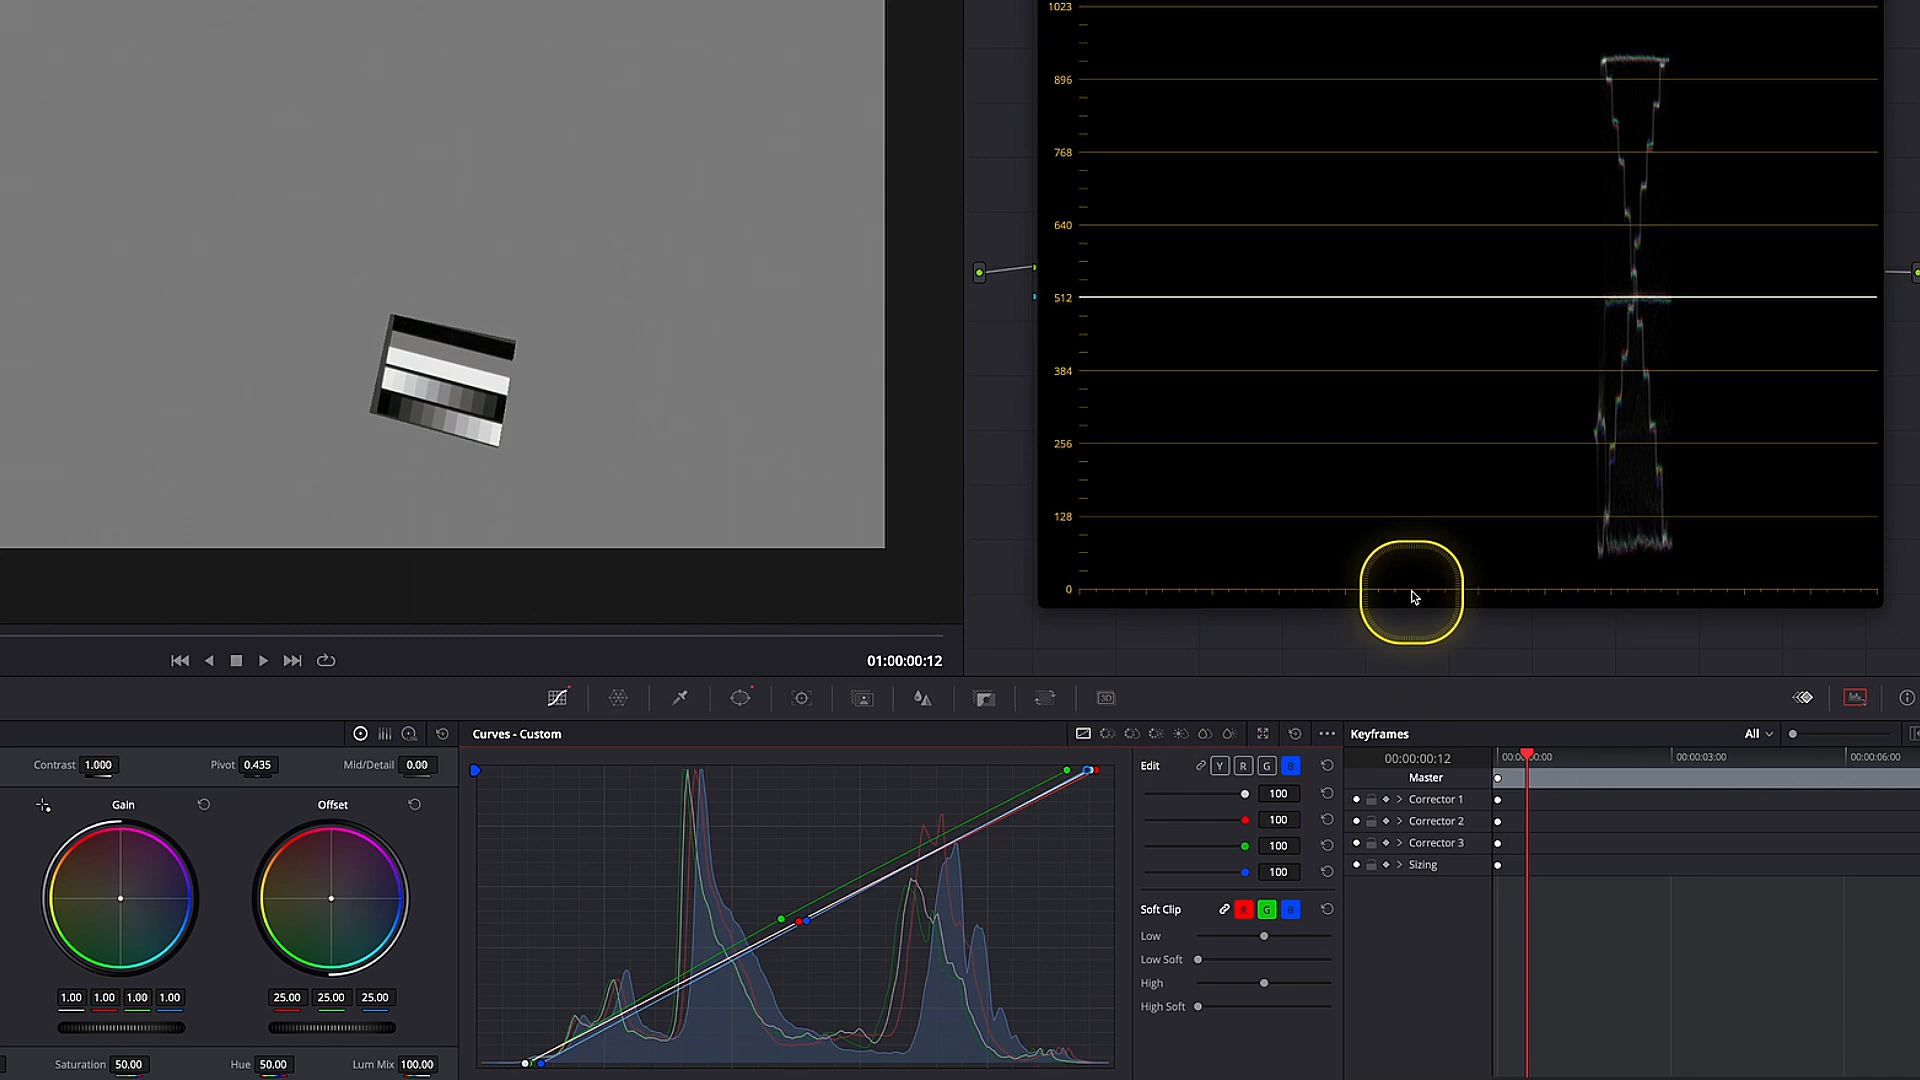 1023
896
768
640
512
384
256
128
0
01:00:00:12
3D
Contrast 1.000 Pivot 0.435 Mid/Detail 0.00
Gain Offset
1.00 1.00 1.00 1.00 25.00 25.00 25.00
Saturation 50.00 Hue 50.00 Lum Mix 100.00
Curves - Custom
Edit Y R G B
100
100
100
100
Soft Clip R G B
Low
Low Soft
High
High Soft
Keyframes All
00:00:00:12 00:00:03:00 00:00:06:00
Master
Corrector 1
Corrector 2
Corrector 3
Sizing